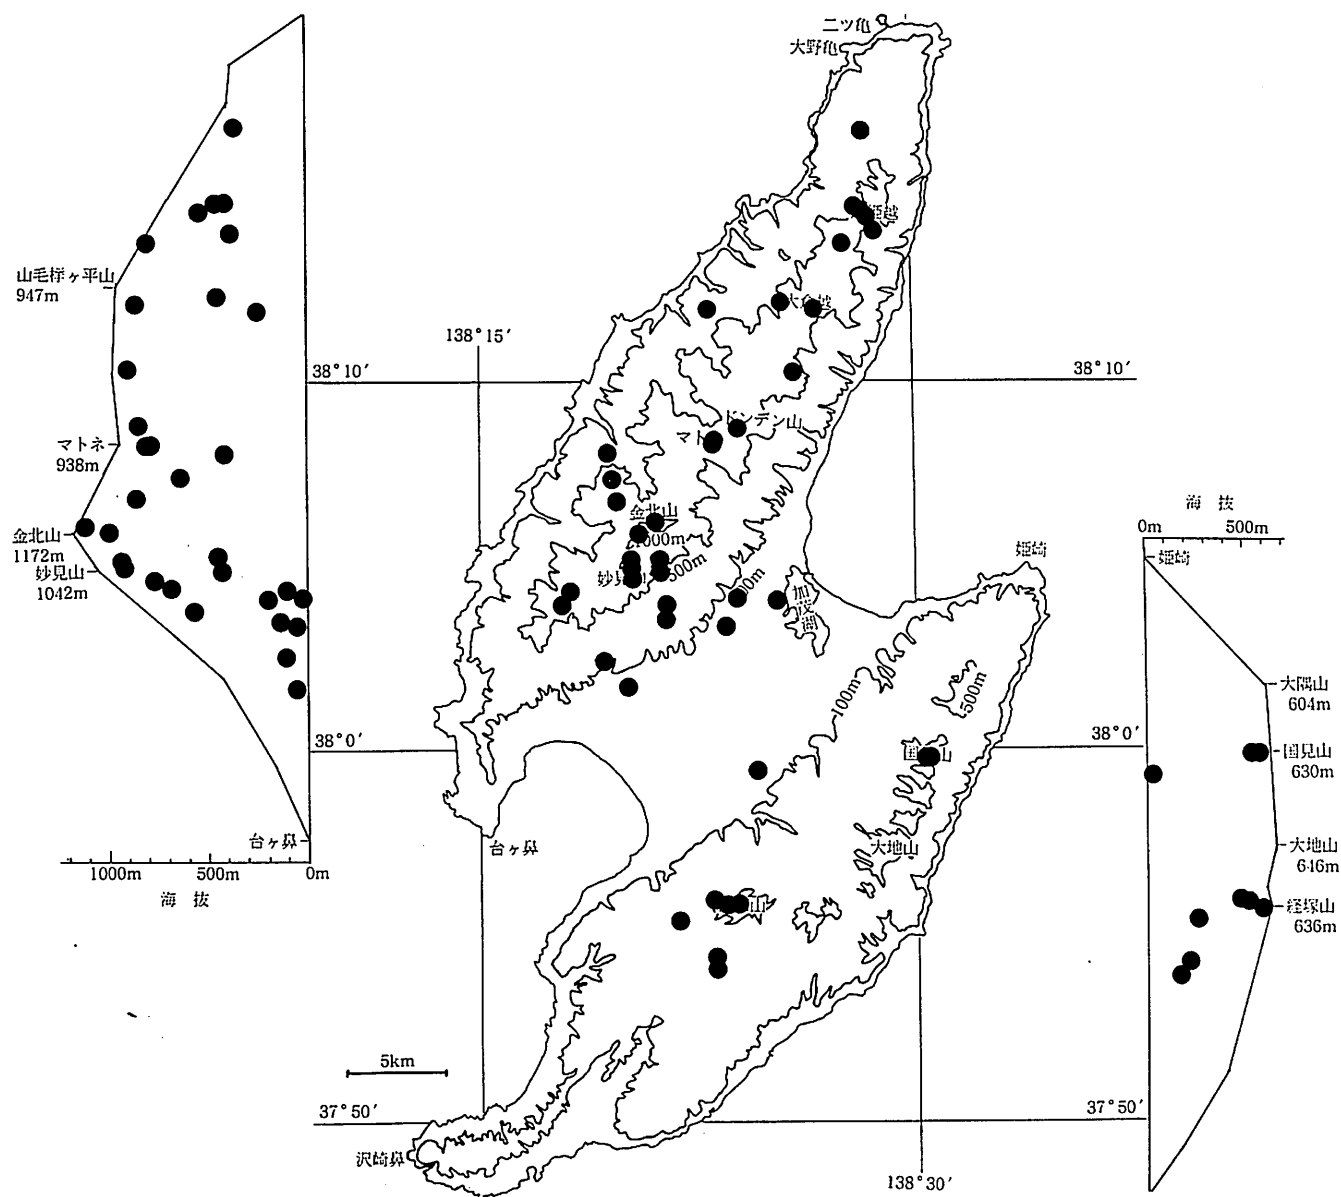 二ツ亀
大野亀
山毛欅ヶ平山
947m
マトネ
938m
金北山
1172m
妙見山
1042m
台ヶ鼻
1000m
500m
0m
海抜
138°15′
38°10′
38°10′
ドンデン山
金北山
1000m
500m
加茂湖
姫崎
38°0′
38°0′
100m
500m
大地山
台ヶ鼻
5km
37°50′
37°50′
沢崎鼻
138°30′
海抜
0m
500m
姫崎
大隅山
604m
国見山
630m
大地山
646m
経塚山
636m